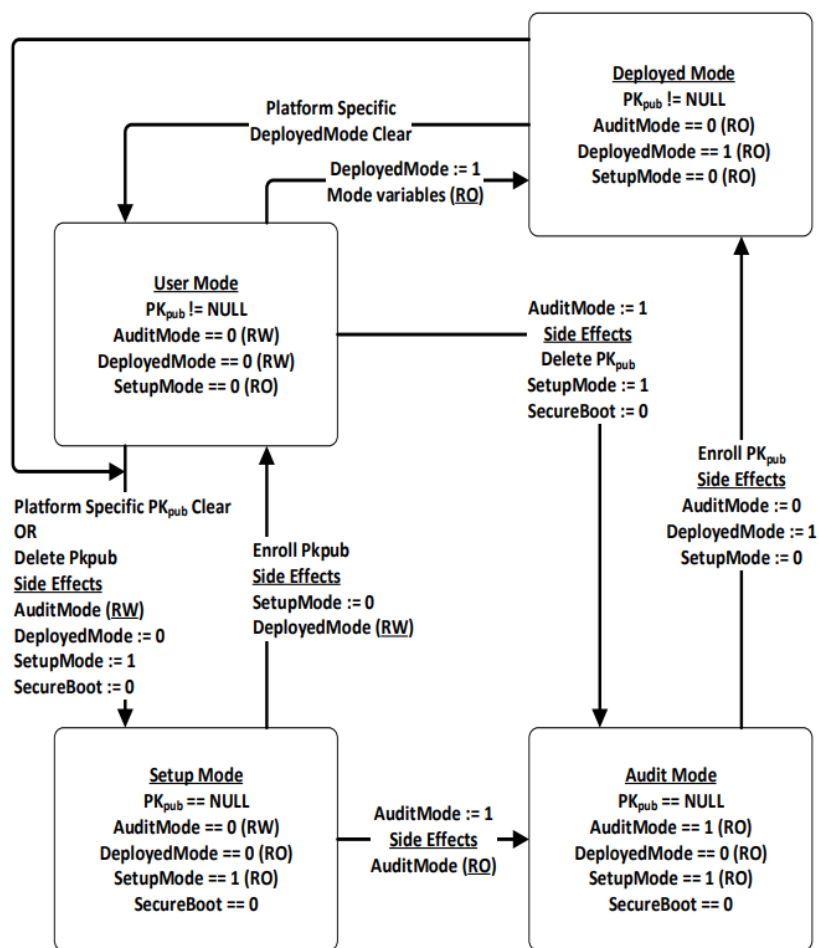 Deployed Mode
PKpub != NULL
AuditMode == 0 (RO)
DeployedMode == 1 (RO)
SetupMode == 0 (RO)
Platform Specific
DeployedMode Clear
DeployedMode := 1
Mode variables (RO)
User Mode
PKpub != NULL
AuditMode == 0 (RW)
DeployedMode == 0 (RW)
SetupMode == 0 (RO)
AuditMode := 1
Side Effects
Delete PKpub
SetupMode := 1
SecureBoot := 0
Enroll PKpub
Side Effects
AuditMode := 0
DeployedMode := 1
SetupMode := 0
Platform Specific PKpub Clear
OR
Delete Pkpub
Side Effects
AuditMode (RW)
DeployedMode := 0
SetupMode := 1
SecureBoot := 0
Enroll Pkpub
Side Effects
SetupMode := 0
DeployedMode (RW)
Setup Mode
PKpub == NULL
AuditMode == 0 (RW)
DeployedMode == 0 (RO)
SetupMode == 1 (RO)
SecureBoot == 0
AuditMode := 1
Side Effects
AuditMode (RO)
Audit Mode
PKpub == NULL
AuditMode == 1 (RO)
DeployedMode == 0 (RO)
SetupMode == 1 (RO)
SecureBoot == 0